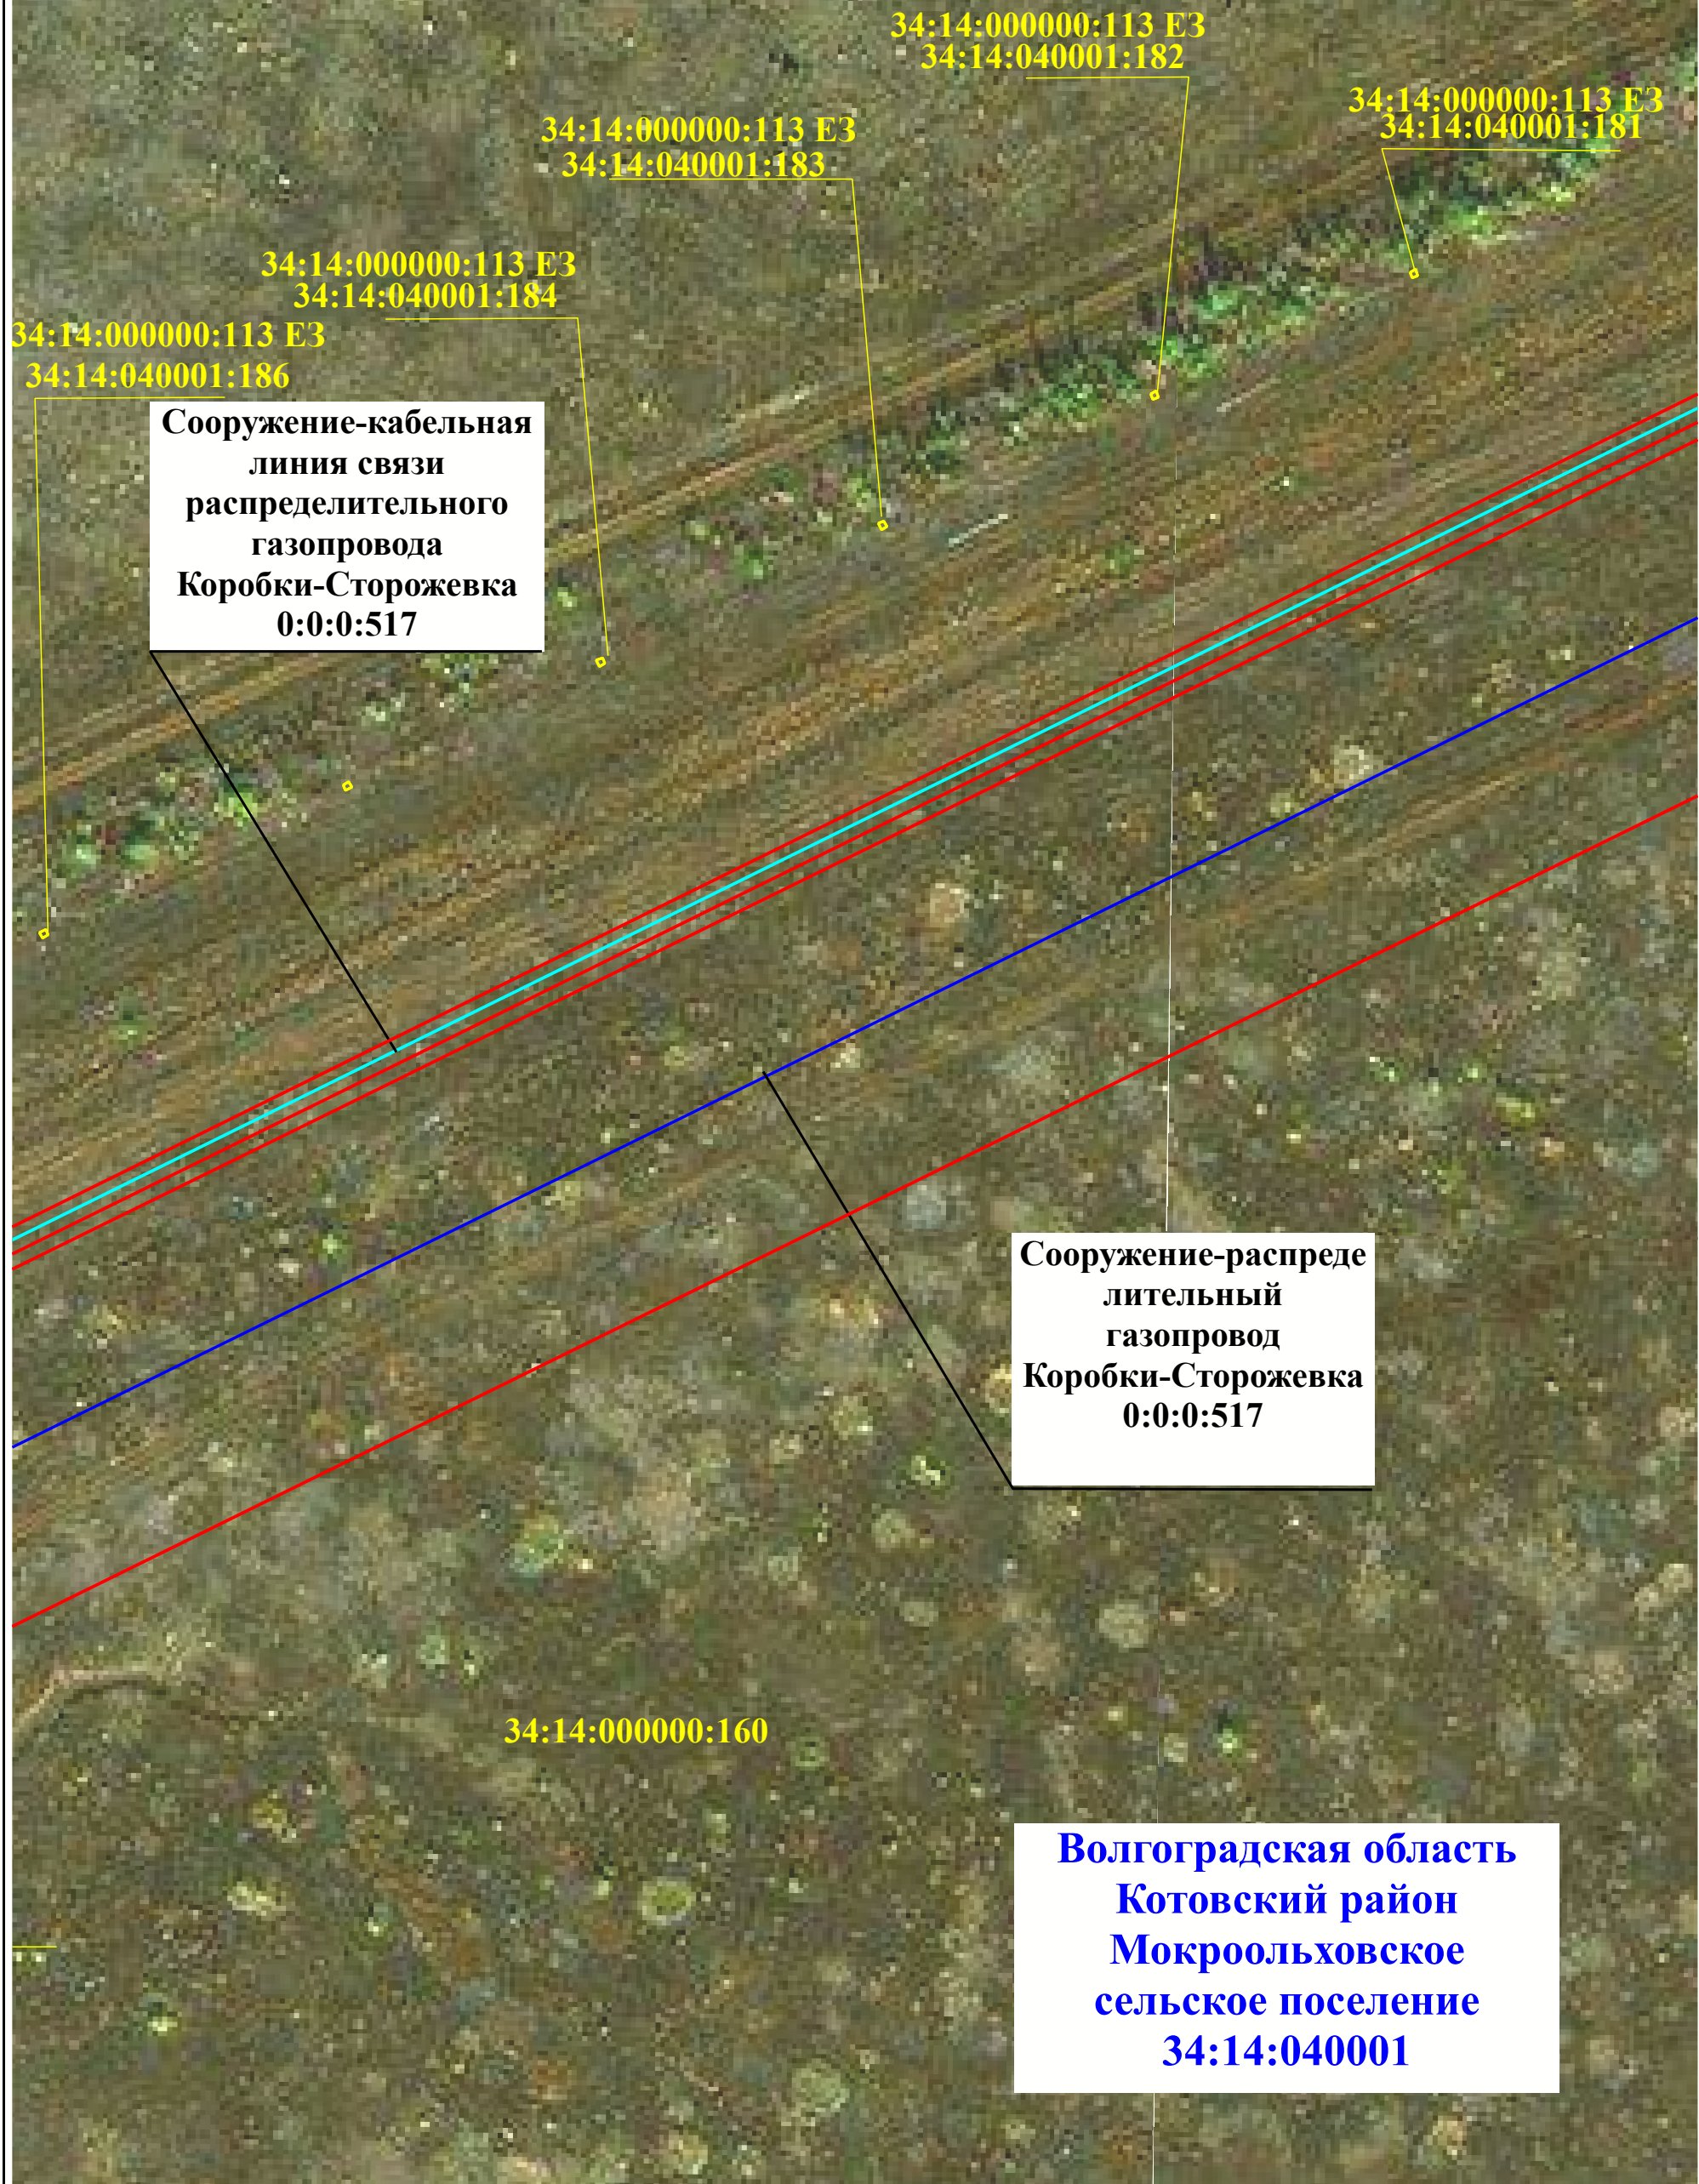 34:14:000000:113 ЕЗ
34:14:040001:182
34:14:000000:113 ЕЗ
34:14:040001:181
34:14:000000:113 ЕЗ
34:14:040001:183
34:14:000000:113 ЕЗ
34:14:040001:184
34:14:000000:113 ЕЗ
34:14:040001:186
Сооружение-кабельная
линия связи
распределительного
газопровода
Коробки-Сторожевка
0:0:0:517
Сооружение-распреде
лительный
газопровод
Коробки-Сторожевка
0:0:0:517
34:14:000000:160
Волгоградская область
Котовский район
Мокроольховское
сельское поселение
34:14:040001